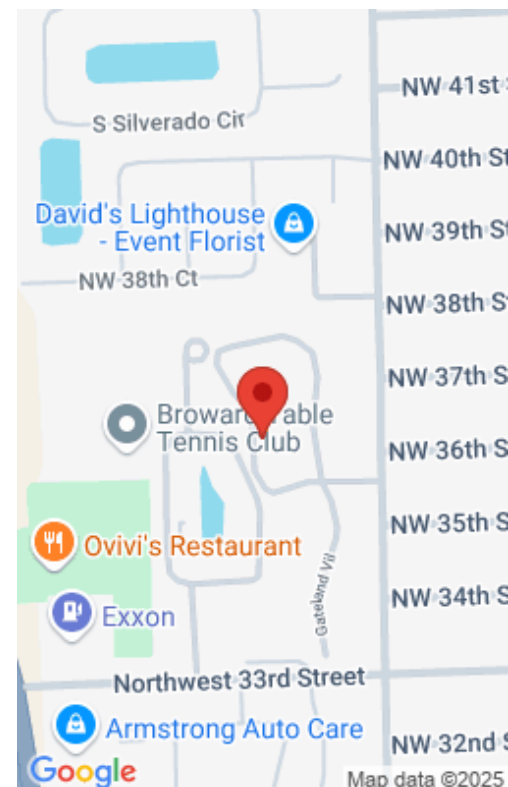 NW 41st
S Silverado Cir
NW 40th St
David's Lighthouse
- Event Florist
NW 39th St
NW 38th Ct
NW 38th S
NW 37th S
Broward Table
Tennis Club
NW 36th S
NW 35th S
Ovivi's Restaurant
Gateland Vil
NW 34th S
Exxon
Northwest 33rd Street
Armstrong Auto Care
NW 32nd S
Google
Map data ©2025